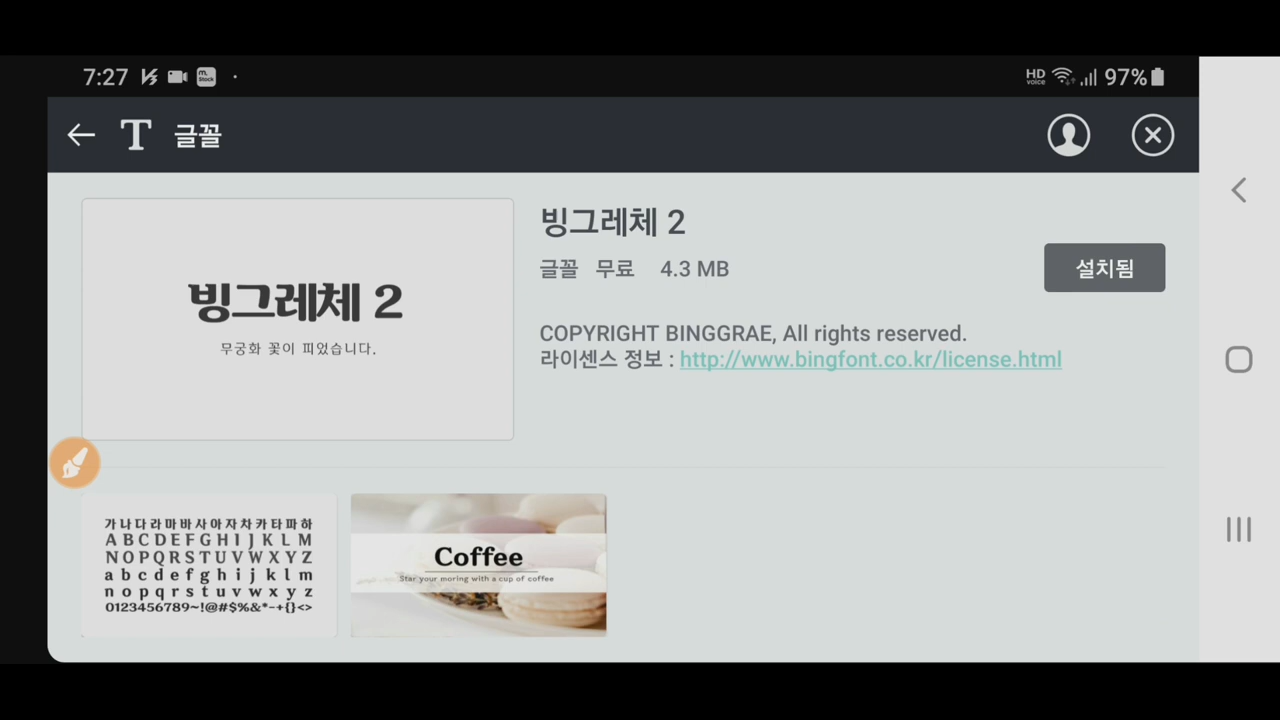 7:27
m.Stock
HD voice
97%
T 글꼴
빙그레체 2
무궁화 꽃이 피었습니다.
빙그레체 2
글꼴 무료 4.3 MB
설치됨
COPYRIGHT BINGGRAE, All rights reserved.
라이센스 정보 : http://www.bingfont.co.kr/license.html
가나다라마바사아자차카타파하
A B C D E F G H I J K L M
N O P Q R S T U V W X Y Z
a b c d e f g h i j k l m
n o p q r s t u v w x y z
0123456789~!@#$%&*-+{}<>
Coffee
Star your moring with a cup of coffee